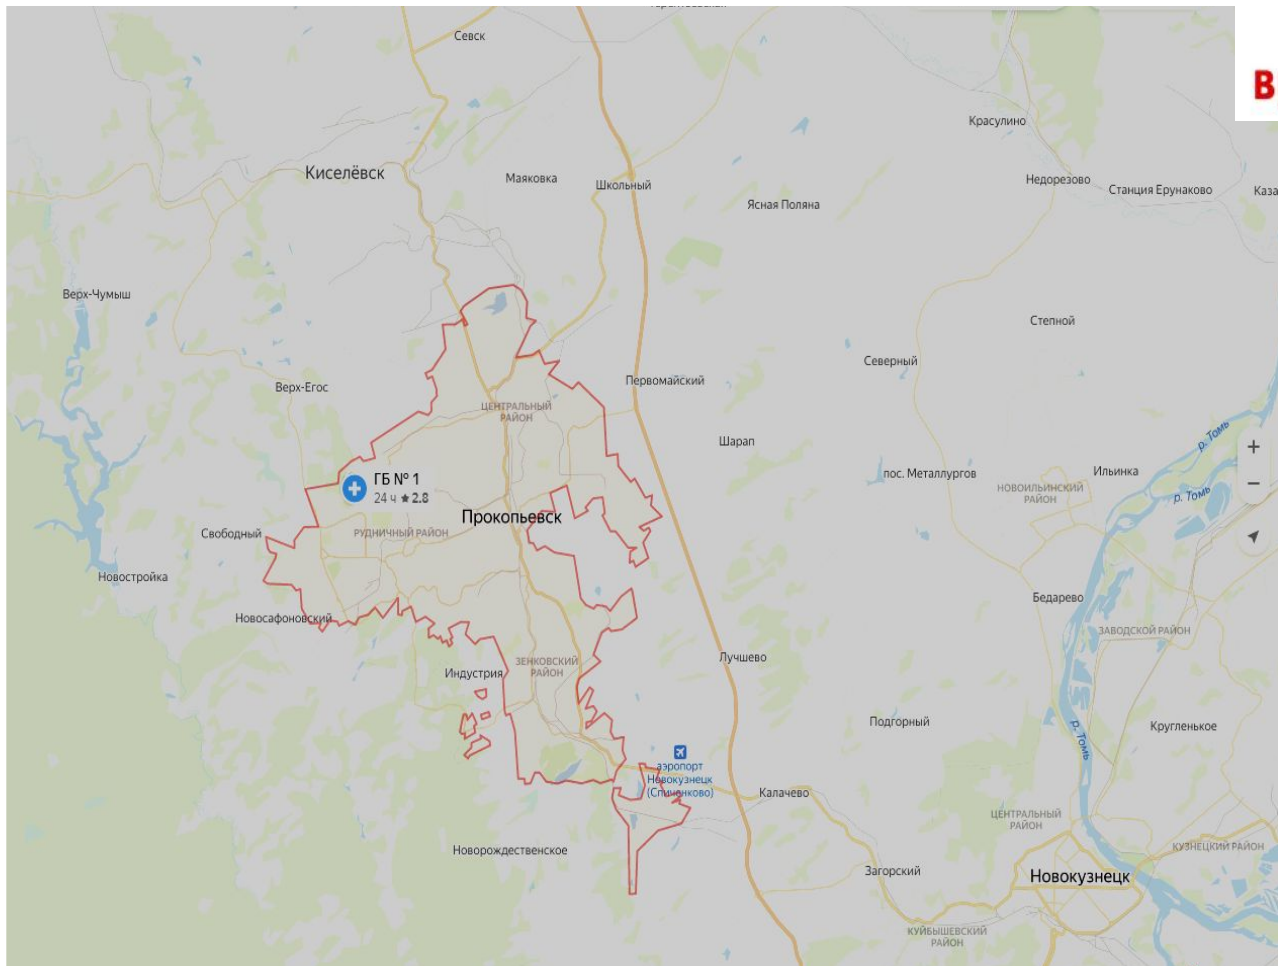 Севск
В
Красулино
Киселёвск
Маяковка
Школьный
Недорезово
Станция Ерунаково
Каза
Ясная Поляна
Верх-Чумыш
Степной
Северный
Верх-Егос
Первомайский
ЦЕНТРАЛЬНЫЙ
РАЙОН
Шарап
р. Томь
ГБ № 1
24 ч ★ 2.8
пос. Металлургов
Ильинка
НОВОИЛЬИНСКИЙ
РАЙОН
р. Томь
Прокопьевск
Свободный
РУДНИЧНЫЙ РАЙОН
Новостройка
Бедарево
Новосафоновский
ЗАВОДСКОЙ РАЙОН
Лучшево
ЗЕНКОВСКИЙ
РАЙОН
Индустрия
Подгорный
Кругленькое
р. Томь
аэропорт
Новокузнецк
(Спиченково)
Калачево
ЦЕНТРАЛЬНЫЙ
РАЙОН
Новорождественское
КУЗНЕЦКИЙ РАЙОН
Загорский
Новокузнецк
КУЙБЫШЕВСКИЙ
РАЙОН